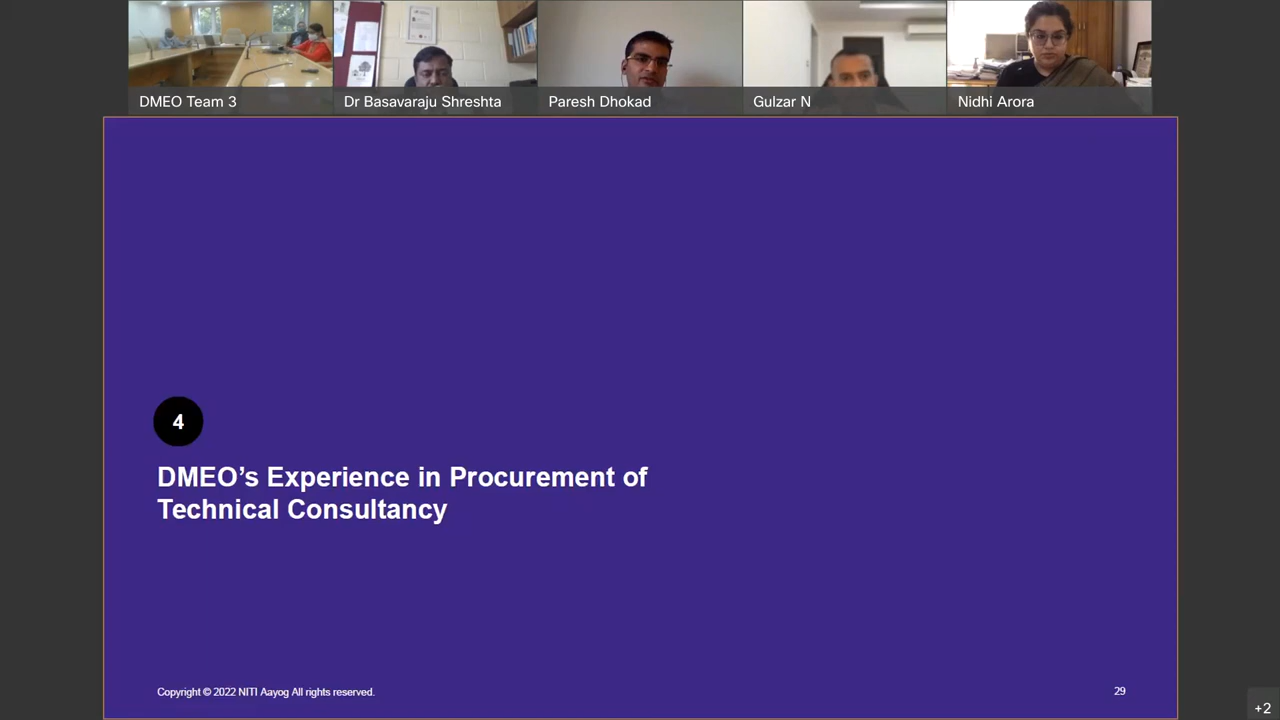 DMEO Team 3
Dr Basavaraju Shreshta
Paresh Dhokad
Gulzar N
Nidhi Arora
4
DMEO’s Experience in Procurement of
Technical Consultancy
Copyright © 2022 NITI Aayog All rights reserved.
29
+2